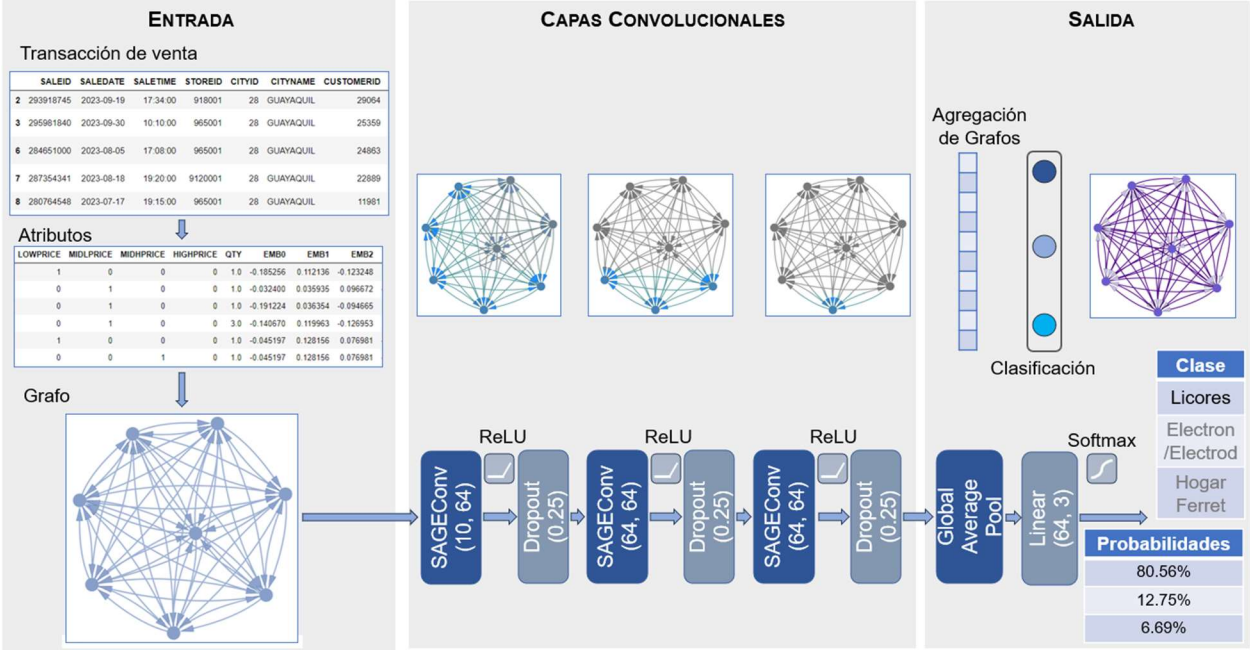 ENTRADA
Transacción de venta
SALEID SALEDATE SALETIME STOREID CITYID CITYNAME CUSTOMERID
2 293918745 2023-09-19 17:34:00 918001 28 GUAYAQUIL 29064
3 295981840 2023-09-30 10:10:00 965001 28 GUAYAQUIL 25359
6 284651000 2023-08-05 17:08:00 965001 28 GUAYAQUIL 24863
7 287354341 2023-08-18 19:20:00 9120001 28 GUAYAQUIL 22889
8 280764548 2023-07-17 19:15:00 965001 28 GUAYAQUIL 11981
Atributos
LOWPRICE MIDLPRICE MIDHPRICE HIGHPRICE QTY EMB0 EMB1 EMB2
1 0 0 0 1.0 -0.185256 0.112136 -0.123248
0 1 0 0 1.0 -0.032400 0.035935 0.096672
0 1 0 0 1.0 -0.191224 0.036354 -0.094665
0 1 0 0 3.0 -0.140670 0.119963 -0.126953
1 0 0 0 1.0 -0.045197 0.128156 0.076981
0 0 1 0 1.0 -0.045197 0.128156 0.076981
Grafo
CAPAS CONVOLUCIONALES
ReLU
ReLU
ReLU
SAGEConv
(10, 64)
Dropout
(0.25)
SAGEConv
(64, 64)
Dropout
(0.25)
SAGEConv
(64, 64)
Dropout
(0.25)
SALIDA
Agregación
de Grafos
Clasificación
Global
Average
Pool
Linear
(64, 3)
Softmax
Clase
Licores
Electron
/Electrod
Hogar
Ferret
Probabilidades
80.56%
12.75%
6.69%